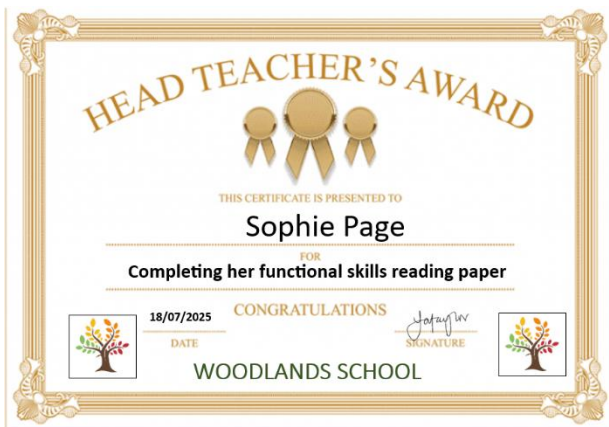 HEAD TEACHER'S AWARD
THIS CERTIFICATE IS PRESENTED TO
Sophie Page
FOR
Completing her functional skills reading paper
18/07/2025 CONGRATULATIONS
DATE SIGNATURE
WOODLANDS SCHOOL